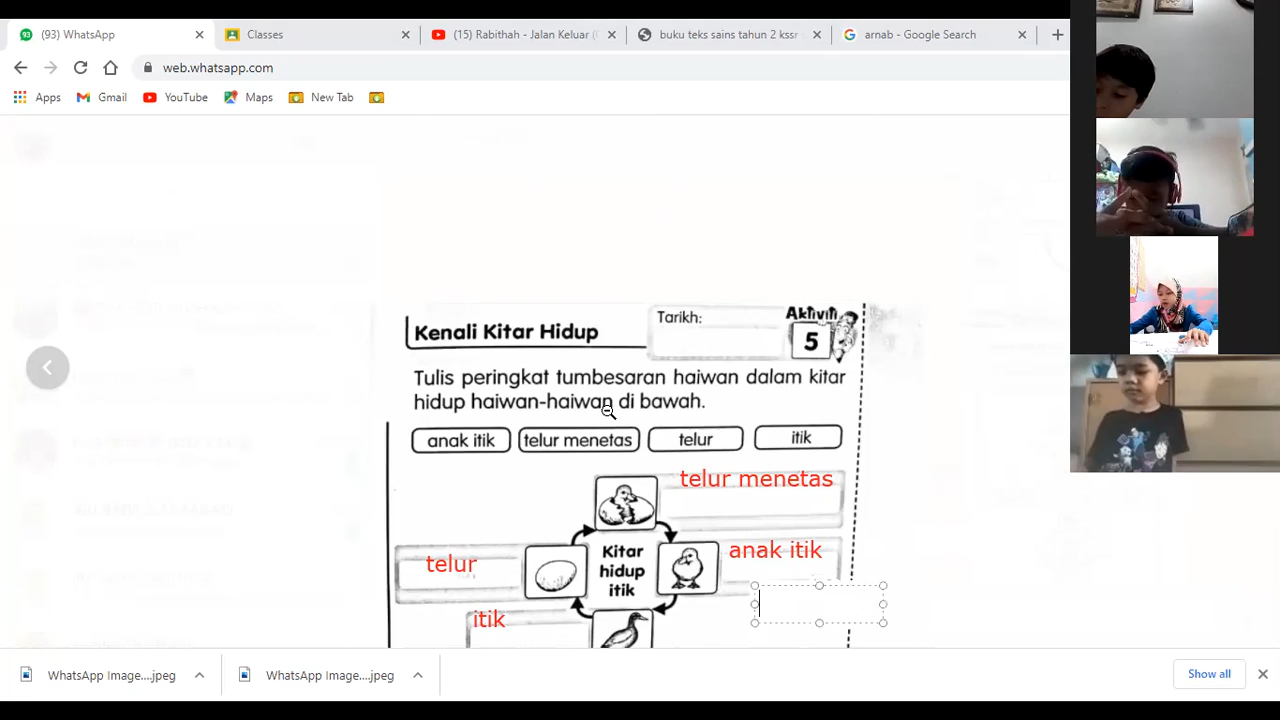 (93) WhatsApp
Classes
(15) Rabithah - Jalan Keluar (
buku teks sains tahun 2 kssr
arnab - Google Search
web.whatsapp.com
Apps
Gmail
YouTube
Maps
New Tab
Kenali Kitar Hidup
Tarikh:
Aktiviti
5
Tulis peringkat tumbesaran haiwan dalam kitar
hidup haiwan-haiwan di bawah.
anak itik
telur menetas
telur
itik
telur menetas
anak itik
telur
Kitar
hidup
itik
itik
WhatsApp Image....jpeg
WhatsApp Image....jpeg
Show all